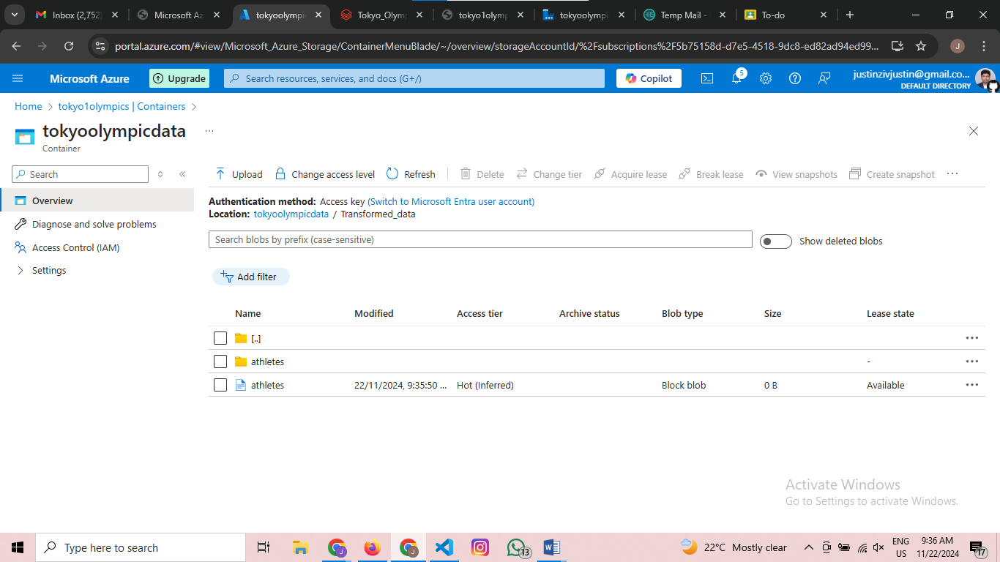 Inbox (2,752)
Microsoft Az
tokyoolympic
Tokyo_Olymp
tokyo1olymp
tokyoolympi
Temp Mail -
To-do
portal.azure.com/#view/Microsoft_Azure_Storage/ContainerMenuBlade/~/overview/storageAccountId/%2Fsubscriptions%2F5b75158d-d7e5-4518-9dc8-ed82ad94ed99...
J
Microsoft Azure
Upgrade
Search resources, services, and docs (G+/)
Copilot
5
justinzivjustin@gmail.co...
DEFAULT DIRECTORY
Home > tokyo1olympics | Containers >
tokyoolympicdata ...
Container
Search
Upload Change access level Refresh Delete Change tier Acquire lease Break lease View snapshots Create snapshot ...
Overview
Diagnose and solve problems
Access Control (IAM)
Settings
Authentication method: Access key (Switch to Microsoft Entra user account)
Location: tokyoolympicdata / Transformed_data
Search blobs by prefix (case-sensitive)
Show deleted blobs
Add filter
Name Modified Access tier Archive status Blob type Size Lease state
[..]
athletes -
athletes 22/11/2024, 9:35:50 ... Hot (Inferred) Block blob 0 B Available
Activate Windows
Go to Settings to activate Windows.
Type here to search
J
J
13
22°C Mostly clear
ENG
US
9:36 AM
11/22/2024
17